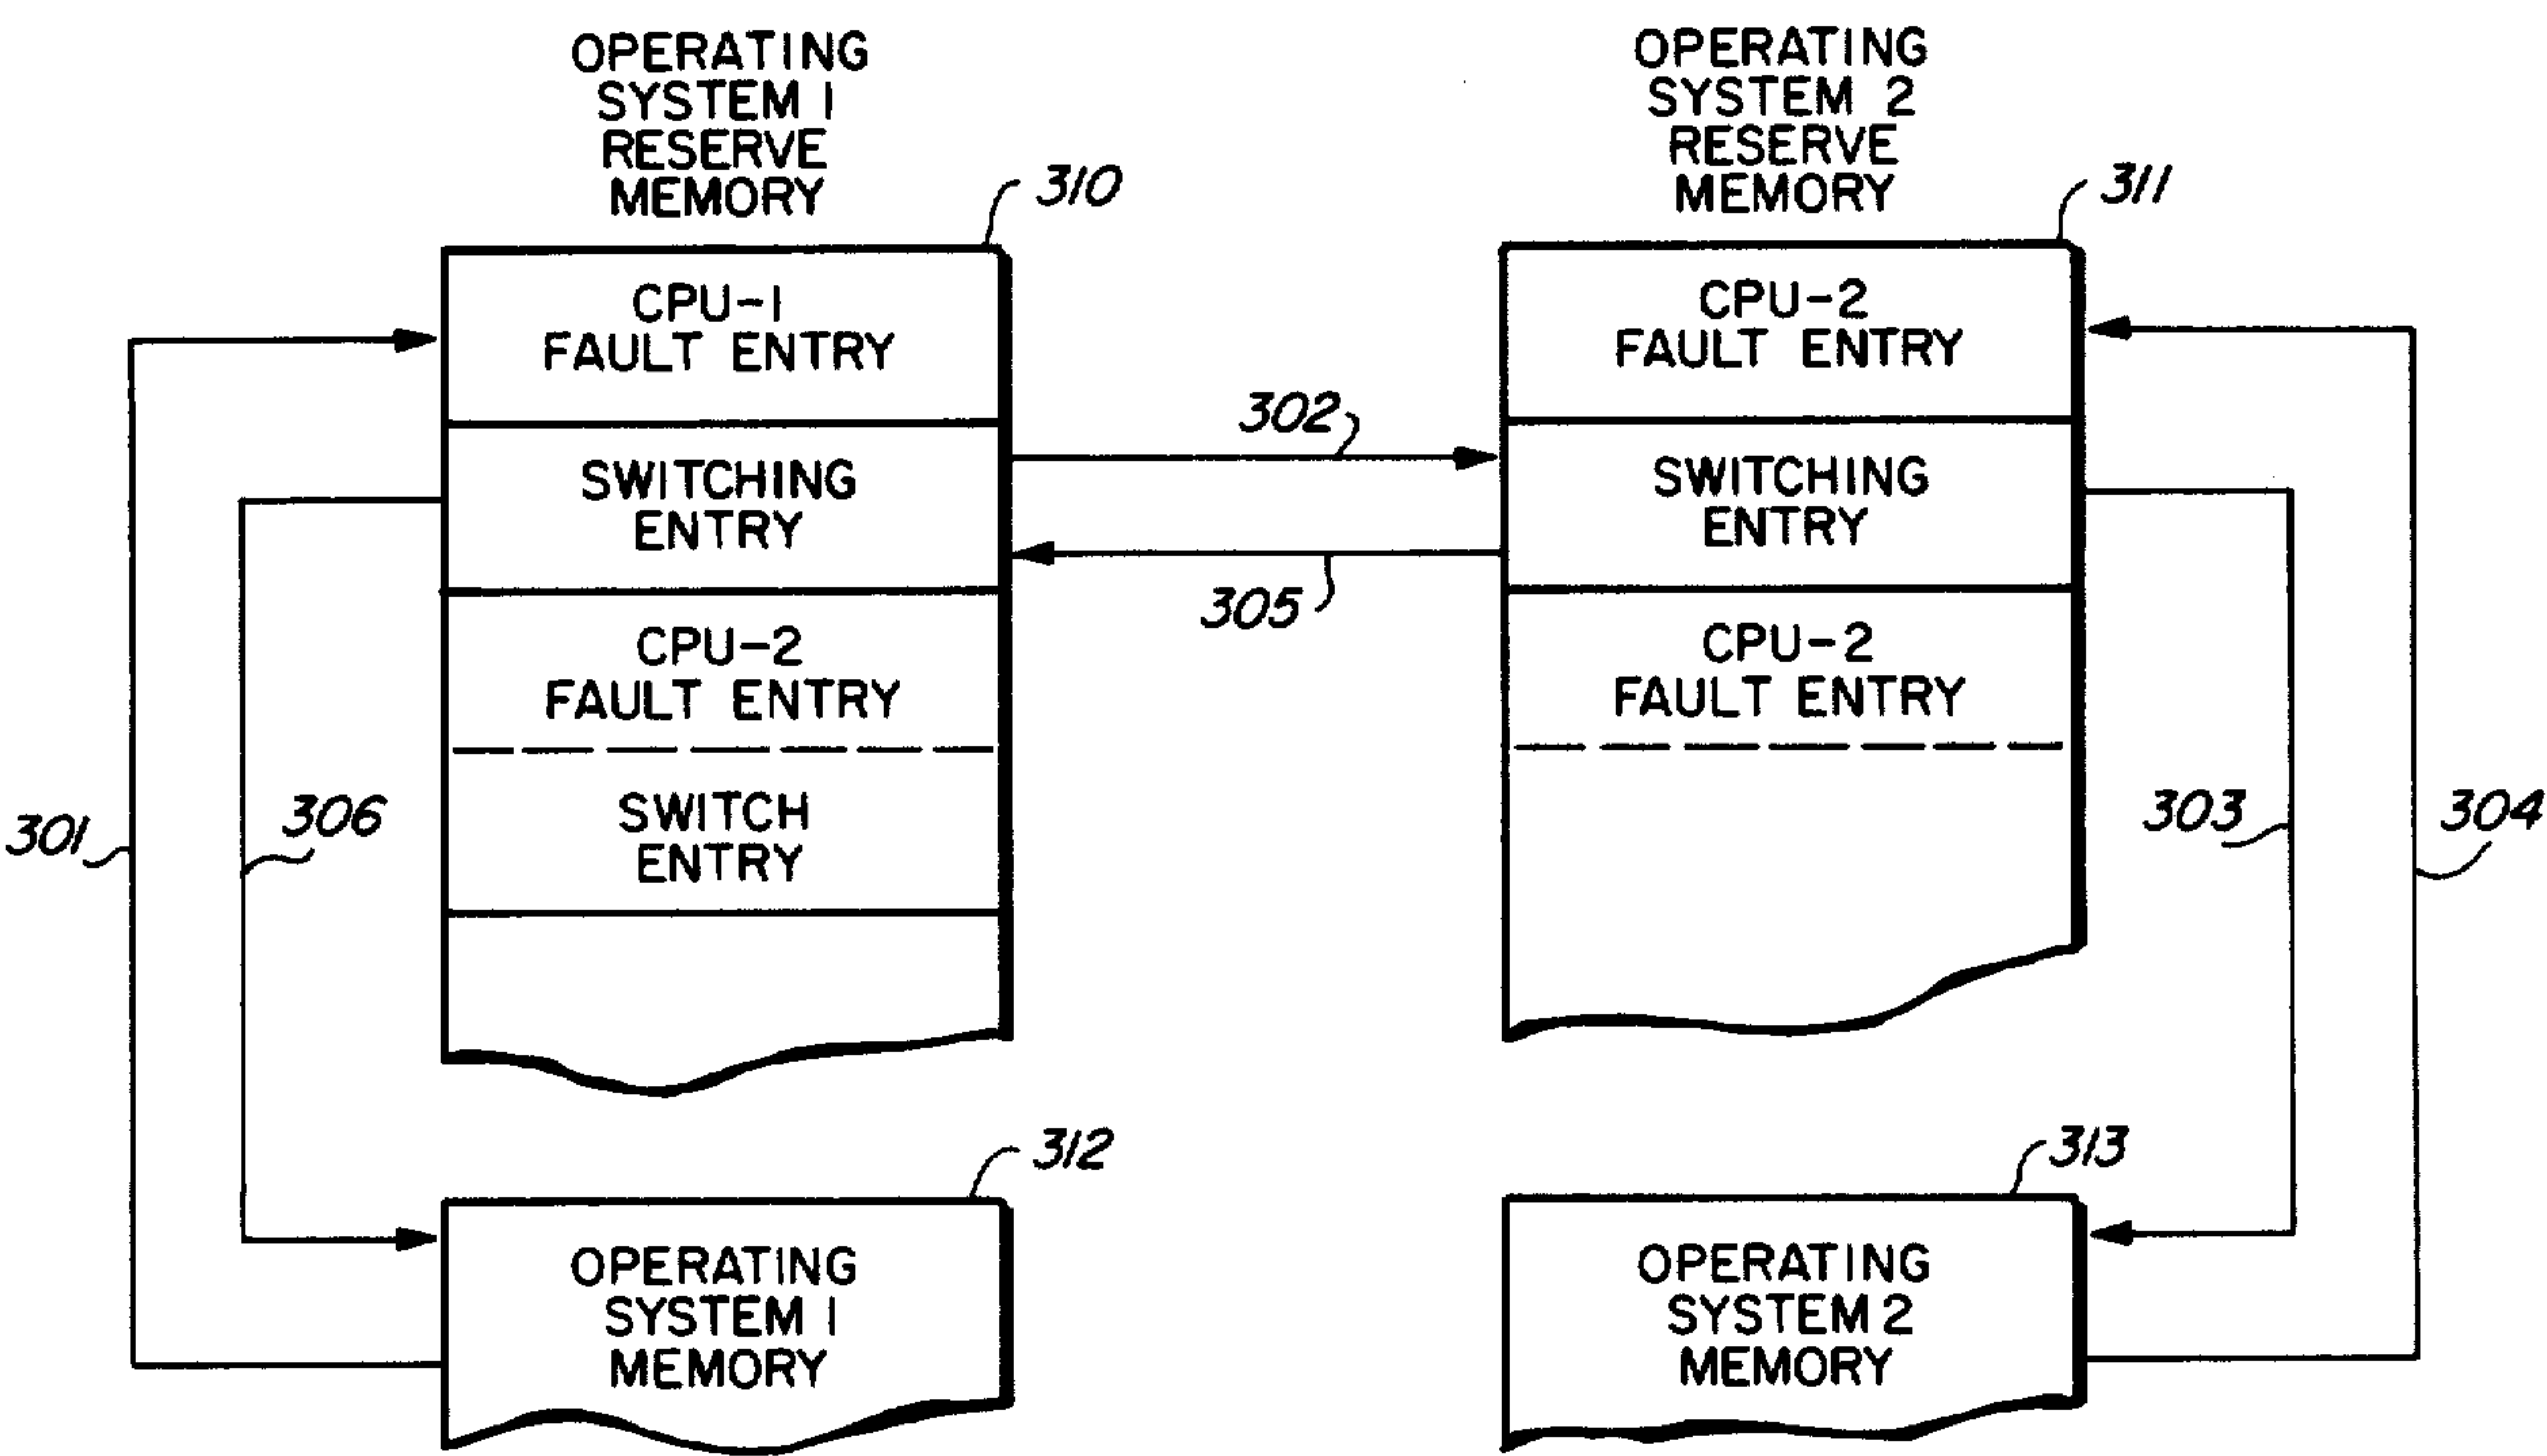 OPERATING
SYSTEM 1
RESERVE
MEMORY
310
CPU-1
FAULT ENTRY
SWITCHING
ENTRY
CPU-2
FAULT ENTRY
SWITCH
ENTRY
301
306
302
305
OPERATING
SYSTEM 2
RESERVE
MEMORY
311
CPU-2
FAULT ENTRY
SWITCHING
ENTRY
CPU-2
FAULT ENTRY
303
304
312
OPERATING
SYSTEM 1
MEMORY
313
OPERATING
SYSTEM 2
MEMORY